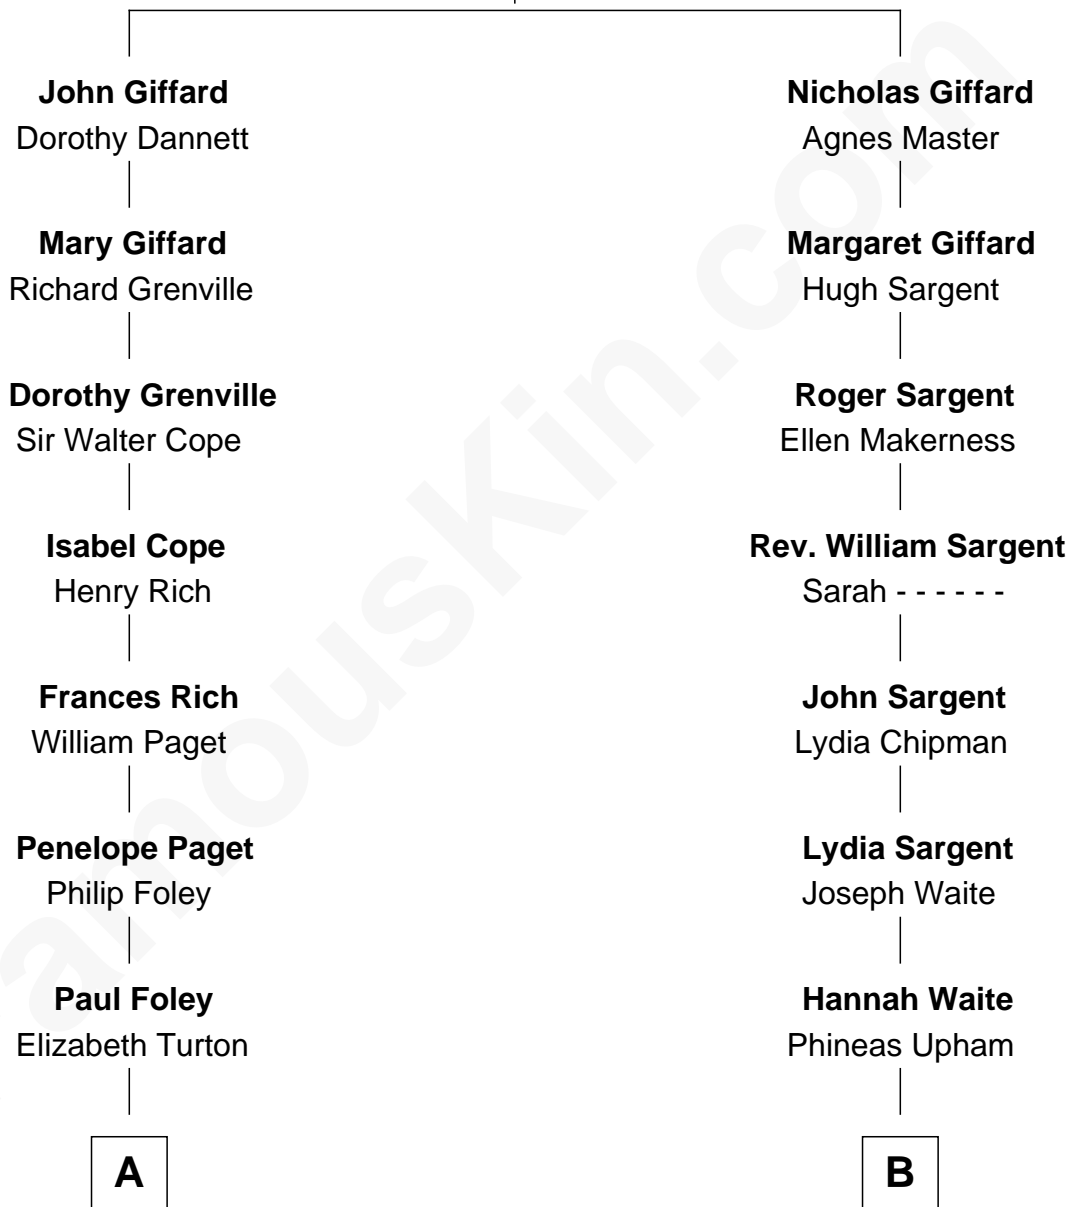 John Giffard
Dorothy Dannett
Mary Giffard
Richard Grenville
Dorothy Grenville
Sir Walter Cope
Isabel Cope
Henry Rich
Frances Rich
William Paget
Penelope Paget
Philip Foley
Paul Foley
Elizabeth Turton
A
Nicholas Giffard
Agnes Master
Margaret Giffard
Hugh Sargent
Roger Sargent
Ellen Makerness
Rev. William Sargent
Sarah - - - - - -
John Sargent
Lydia Chipman
Lydia Sargent
Joseph Waite
Hannah Waite
Phineas Upham
B
amouskin.com